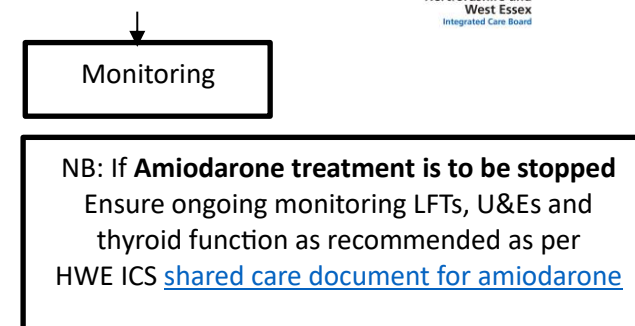 West Essex
Integrated Care Board
Monitoring
NB: If Amiodarone treatment is to be stopped
Ensure ongoing monitoring LFTs, U&Es and
thyroid function as recommended as per
HWE ICS shared care document for amiodarone